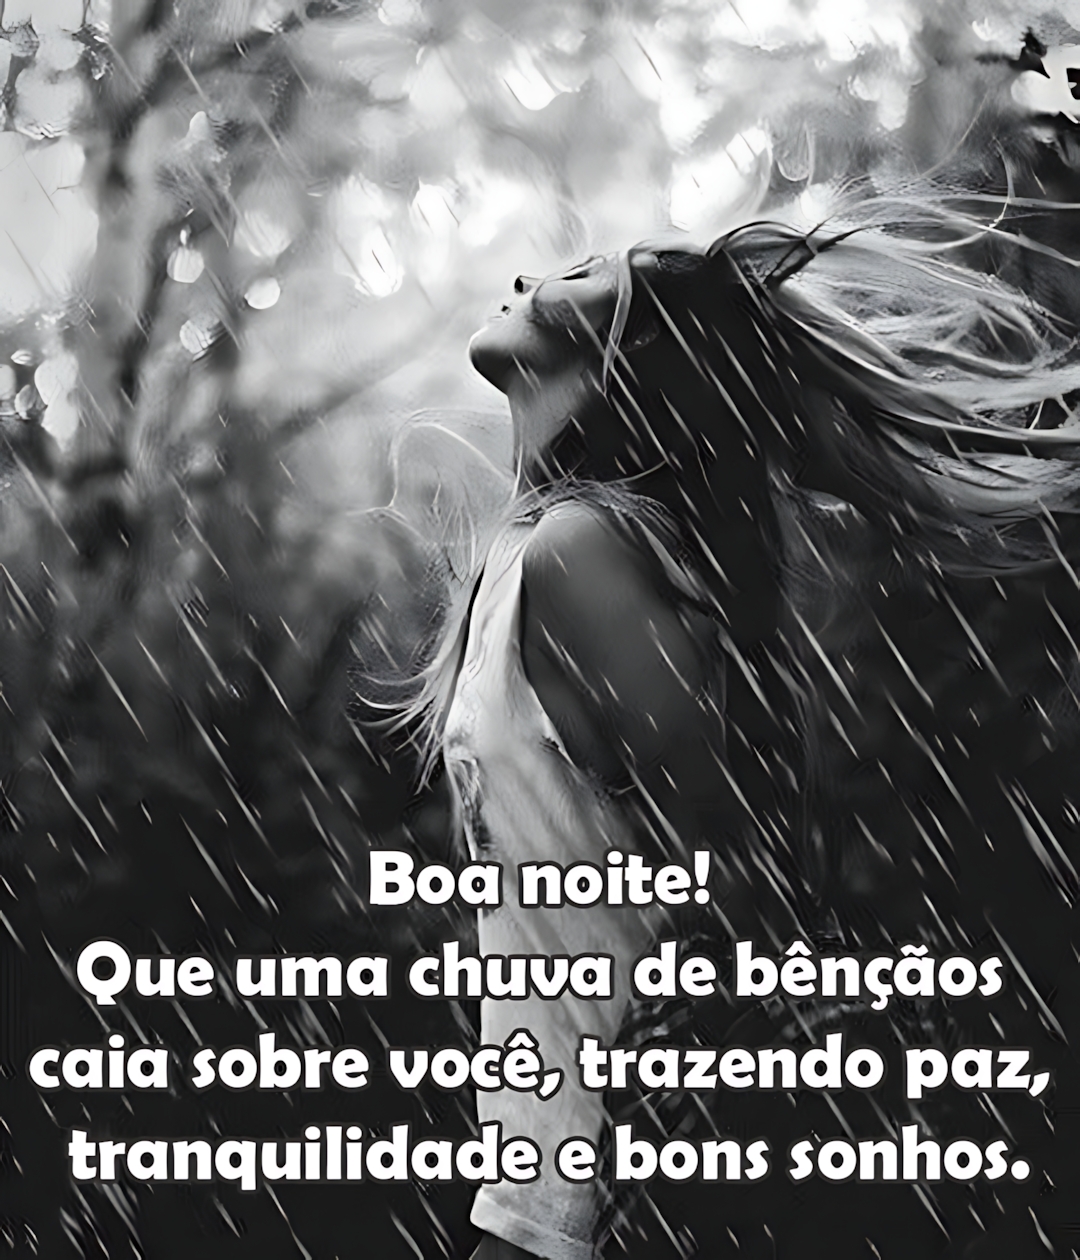 Boa noite!
Que uma chuva de bênçãos
caia sobre você, trazendo paz,
tranquilidade e bons sonhos.